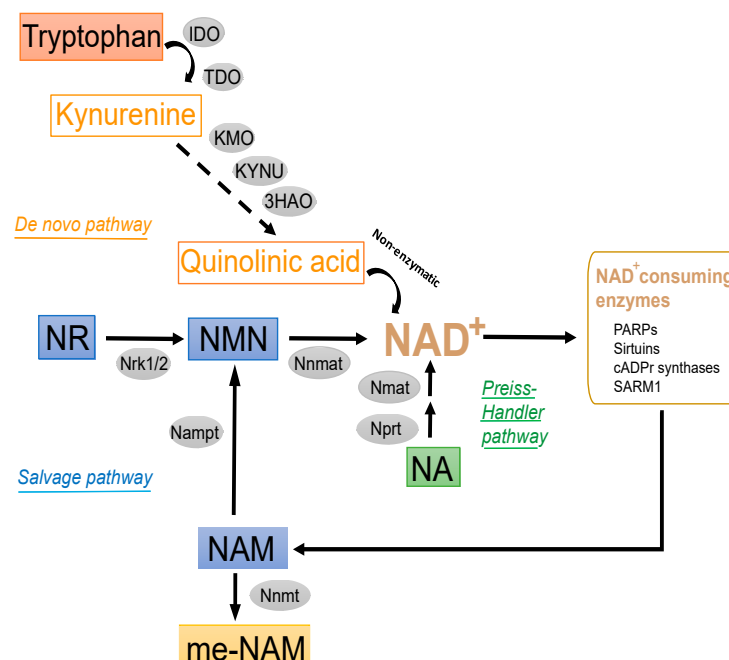 Tryptophan
IDO
TDO
Kynurenine
KMO
KYNU
3HAO
De novo pathway
Quinolinic acid
Non-enzymatic
NAD+consuming
enzymes
PARPs
Sirtuins
cADPr synthases
SARM1
NR
Nrk1/2
NMN
Nnmat
NAD+
Nmat
Nprt
Preiss-
Handler
pathway
NA
Nampt
Salvage pathway
NAM
Nnmt
me-NAM